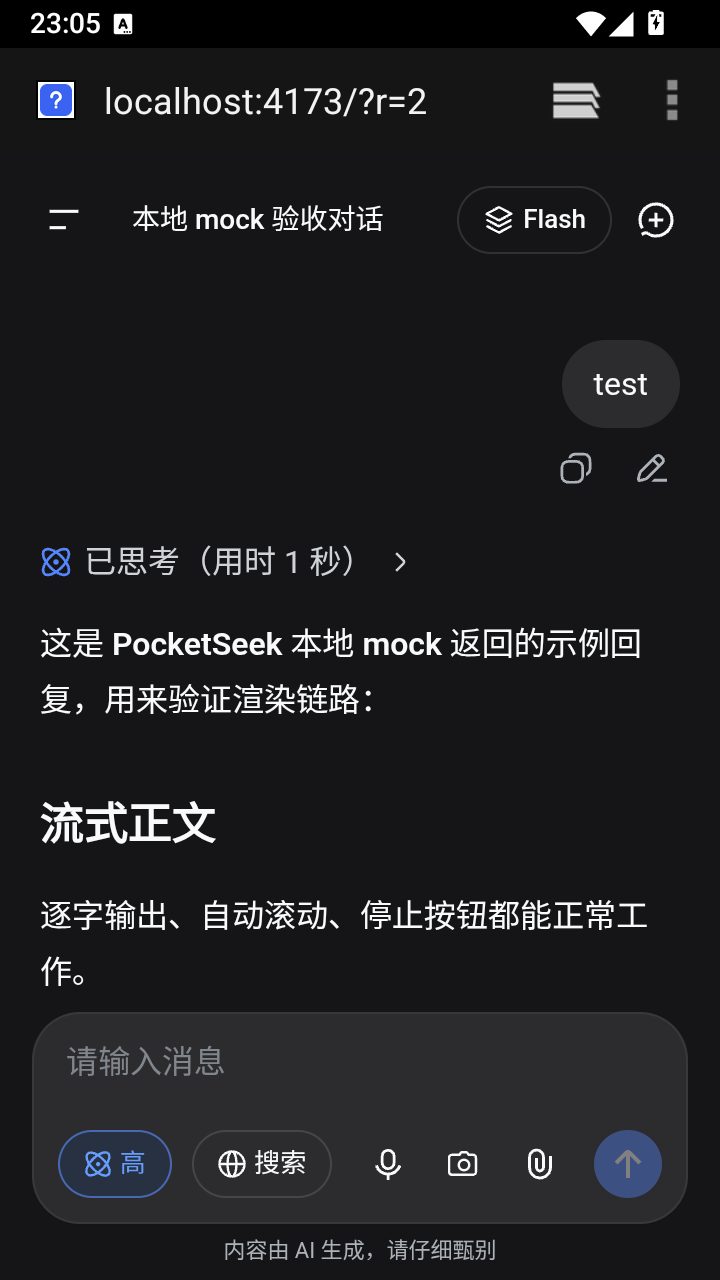 23:05
localhost:4173/?r=2
本地 mock 验收对话
Flash
test
已思考（用时 1 秒）
这是 PocketSeek 本地 mock 返回的示例回
复，用来验证渲染链路：
流式正文
逐字输出、自动滚动、停止按钮都能正常工
作。
请输入消息
高
搜索
内容由 AI 生成，请仔细甄别